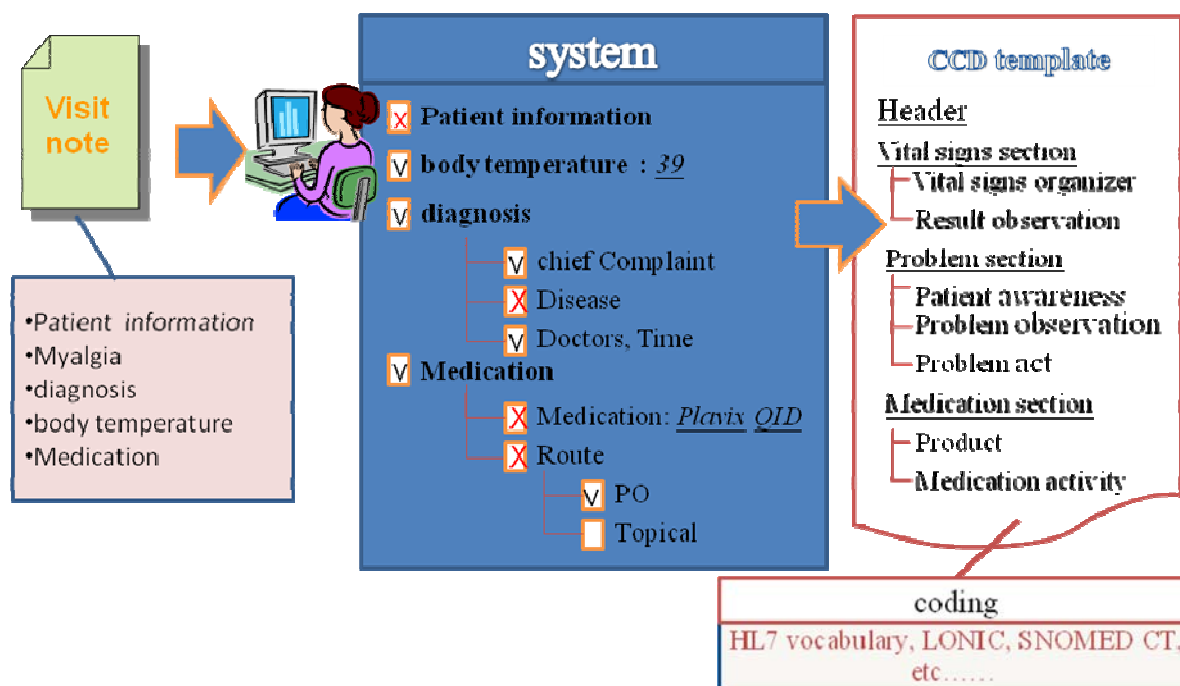 Visit
note
•Patient information
•Myalgia
•diagnosis
•body temperature
•Medication
system
X Patient information
V body temperature : 39
V diagnosis
V chief Complaint
X Disease
V Doctors, Time
V Medication
X Medication: Plavix QID
X Route
V PO
Topical
CCD template
Header
Vital signs section
Vital signs organizer
Result observation
Problem section
Patient awareness
Problem observation
Problem act
Medication section
Product
Medication activity
coding
HL7 vocabulary, LONIC, SNOMED CT,
etc......